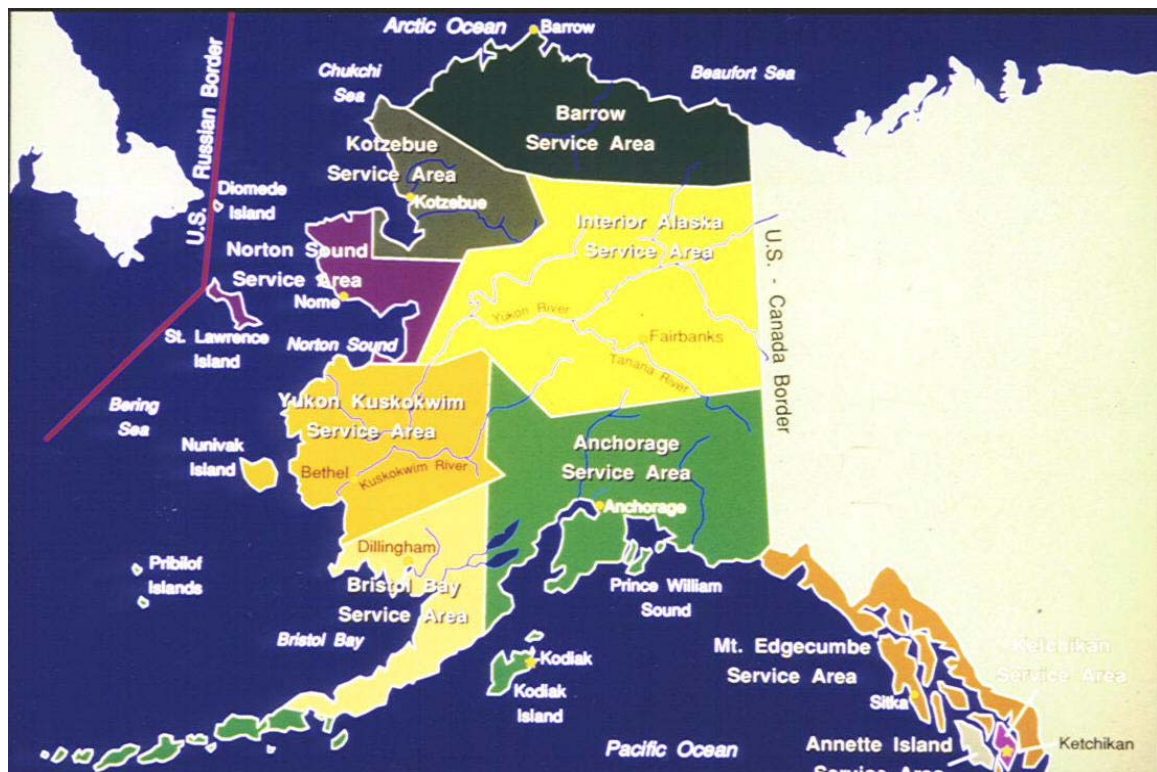 Arctic Ocean
Barrow
Chukchi
Sea
Beaufort Sea
U.S. Russian Border
Barrow
Service Area
Kotzebue
Service Area
Kotzebue
Diomede
Island
Interior Alaska
Service Area
Norton Sound
Service Area
Nome
U.S. - Canada Border
St. Lawrence
Island
Norton Sound
Yukon River
Fairbanks
Tanana River
Bering
Sea
Yukon Kuskokwim
Service Area
Nunivak
Island
Bethel
Kuskokwim River
Anchorage
Service Area
Anchorage
Dillingham
Pribilof
Islands
Bristol Bay
Service Area
Prince William
Sound
Bristol Bay
Kodiak
Kodiak
Island
Mt. Edgecumbe
Service Area
Ketchikan
Service Area
Sitka
Pacific Ocean
Annette Island
Service Area
Ketchikan